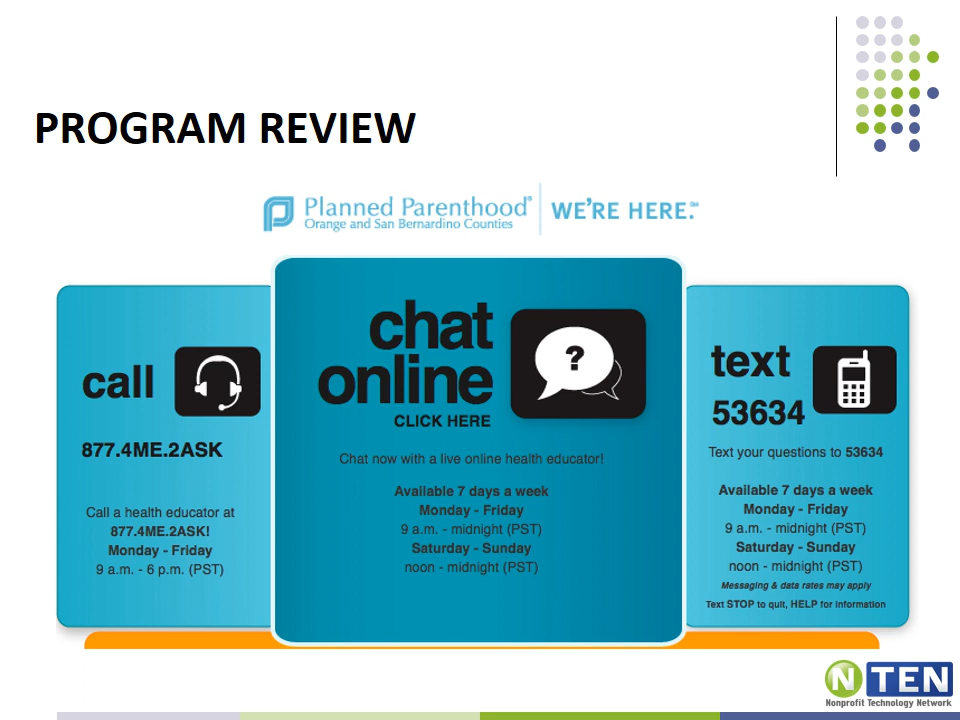 PROGRAM REVIEW
Planned Parenthood® | WE'RE HERE.℠
Orange and San Bernardino Counties
call
877.4ME.2ASK
Call a health educator at
877.4ME.2ASK!
Monday - Friday
9 a.m. - 6 p.m. (PST)
chat
online
CLICK HERE
?
Chat now with a live online health educator!
Available 7 days a week
Monday - Friday
9 a.m. - midnight (PST)
Saturday - Sunday
noon - midnight (PST)
text
53634
Text your questions to 53634
Available 7 days a week
Monday - Friday
9 a.m. - midnight (PST)
Saturday - Sunday
noon - midnight (PST)
Messaging & data rates may apply
Text STOP to quit, HELP for information
NTEN
Nonprofit Technology Network